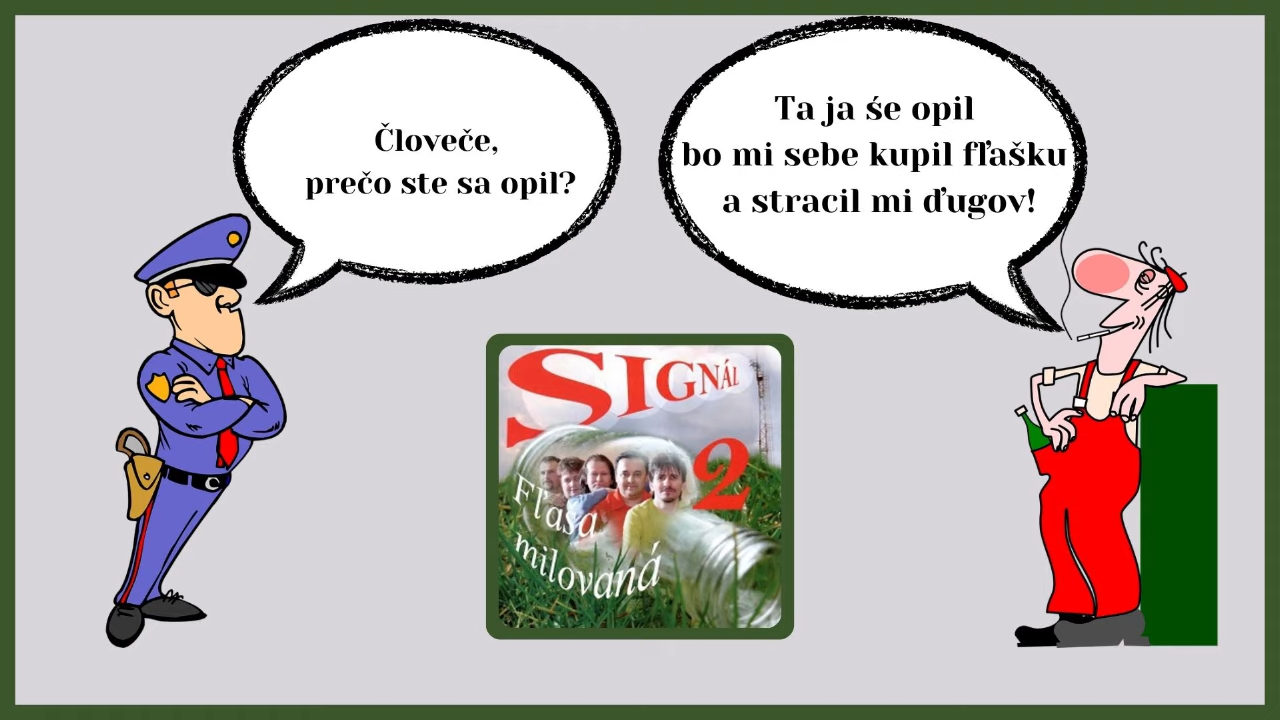 Človeče,
prečo ste sa opil?
Ta ja śe opil
bo mi sebe kupil fľašku
a stracil mi ďugov!
SIGNÁL
2
Fľaša
milovaná